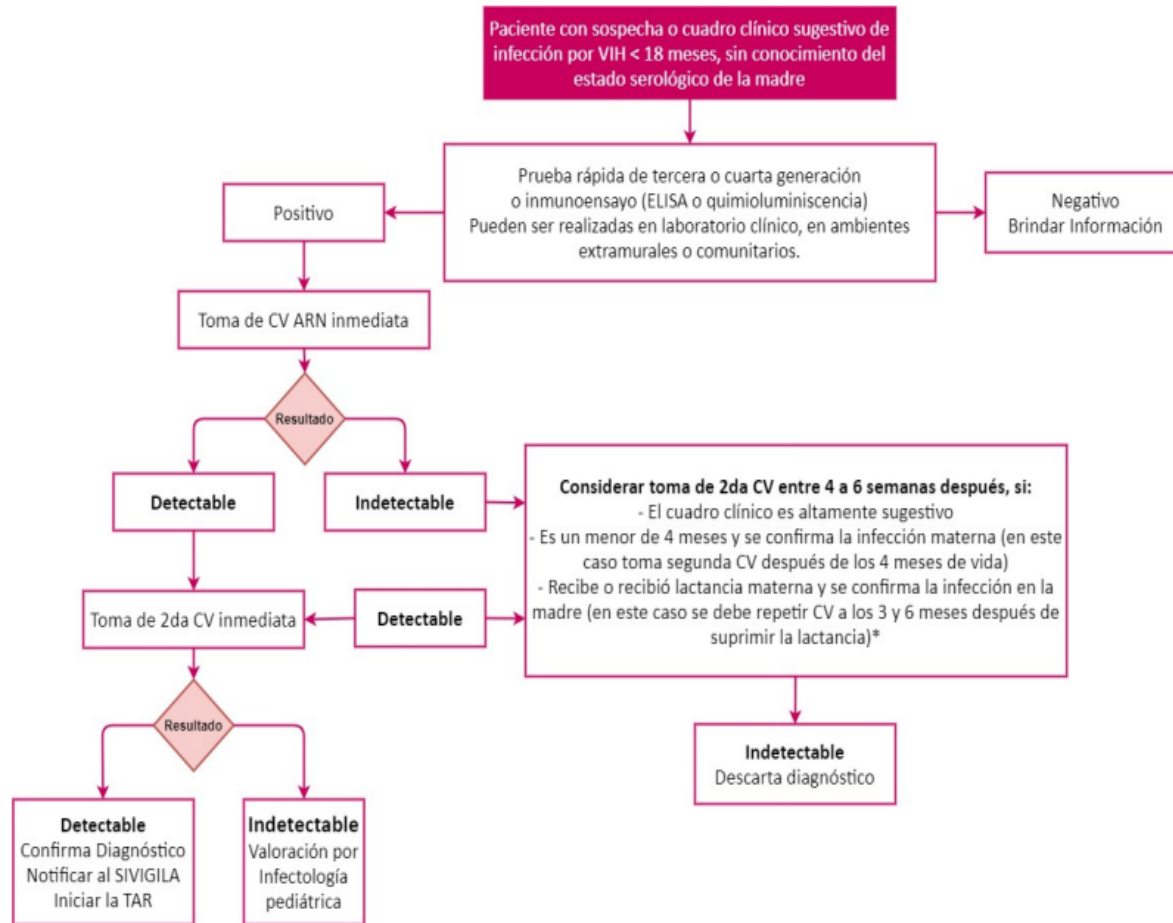 Paciente con sospecha o cuadro clínico sugestivo de
infección por VIH < 18 meses, sin conocimiento del
estado serológico de la madre
Prueba rápida de tercera o cuarta generación
o inmunoensayo (ELISA o quimioluminiscencia)
Pueden ser realizadas en laboratorio clínico, en ambientes
extramurales o comunitarios.
Positivo
Negativo
Brindar Información
Toma de CV ARN inmediata
Resultado
Detectable
Indetectable
Considerar toma de 2da CV entre 4 a 6 semanas después, si:
- El cuadro clínico es altamente sugestivo
- Es un menor de 4 meses y se confirma la infección materna (en este
caso toma segunda CV después de los 4 meses de vida)
- Recibe o recibió lactancia materna y se confirma la infección en la
madre (en este caso se debe repetir CV a los 3 y 6 meses después de
suprimir la lactancia)*
Toma de 2da CV inmediata
Detectable
Resultado
Indetectable
Descarta diagnóstico
Detectable
Confirma Diagnóstico
Notificar al SIVIGILA
Iniciar la TAR
Indetectable
Valoración por
Infectología
pediátrica